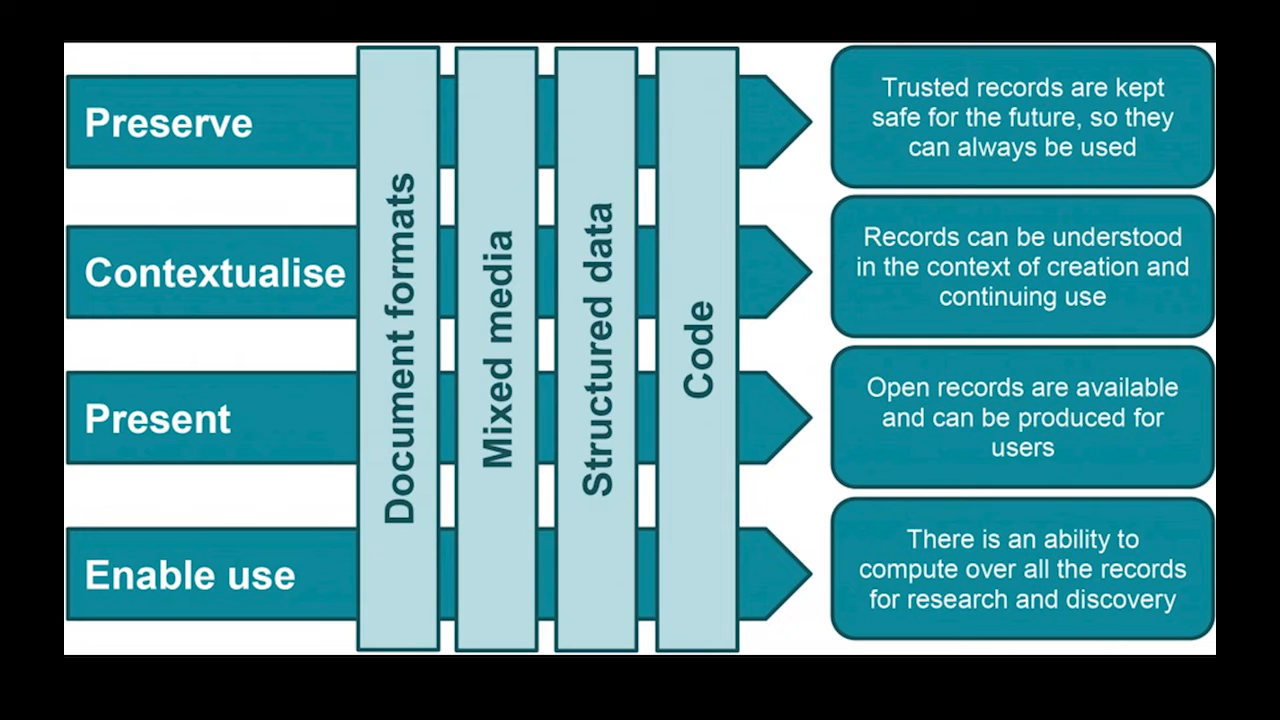 Preserve
Document formats
Mixed media
Structured data
Code
Trusted records are kept
safe for the future, so they
can always be used
Contextualise
Records can be understood
in the context of creation and
continuing use
Present
Open records are available
and can be produced for
users
Enable use
There is an ability to
compute over all the records
for research and discovery